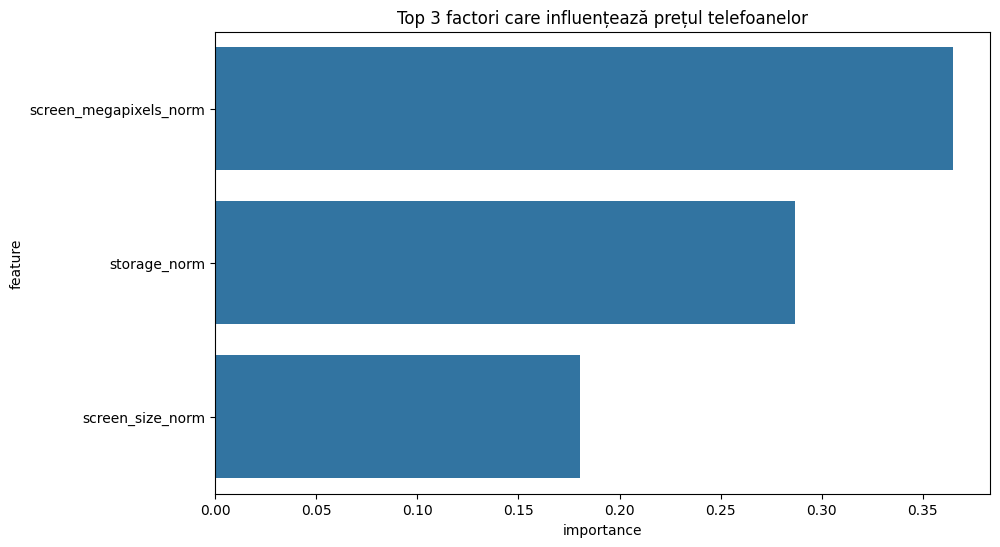 Top 3 factori care influențează prețul telefoanelor
screen_megapixels_norm
storage_norm
screen_size_norm
feature
0.00 0.05 0.10 0.15 0.20 0.25 0.30 0.35
importance